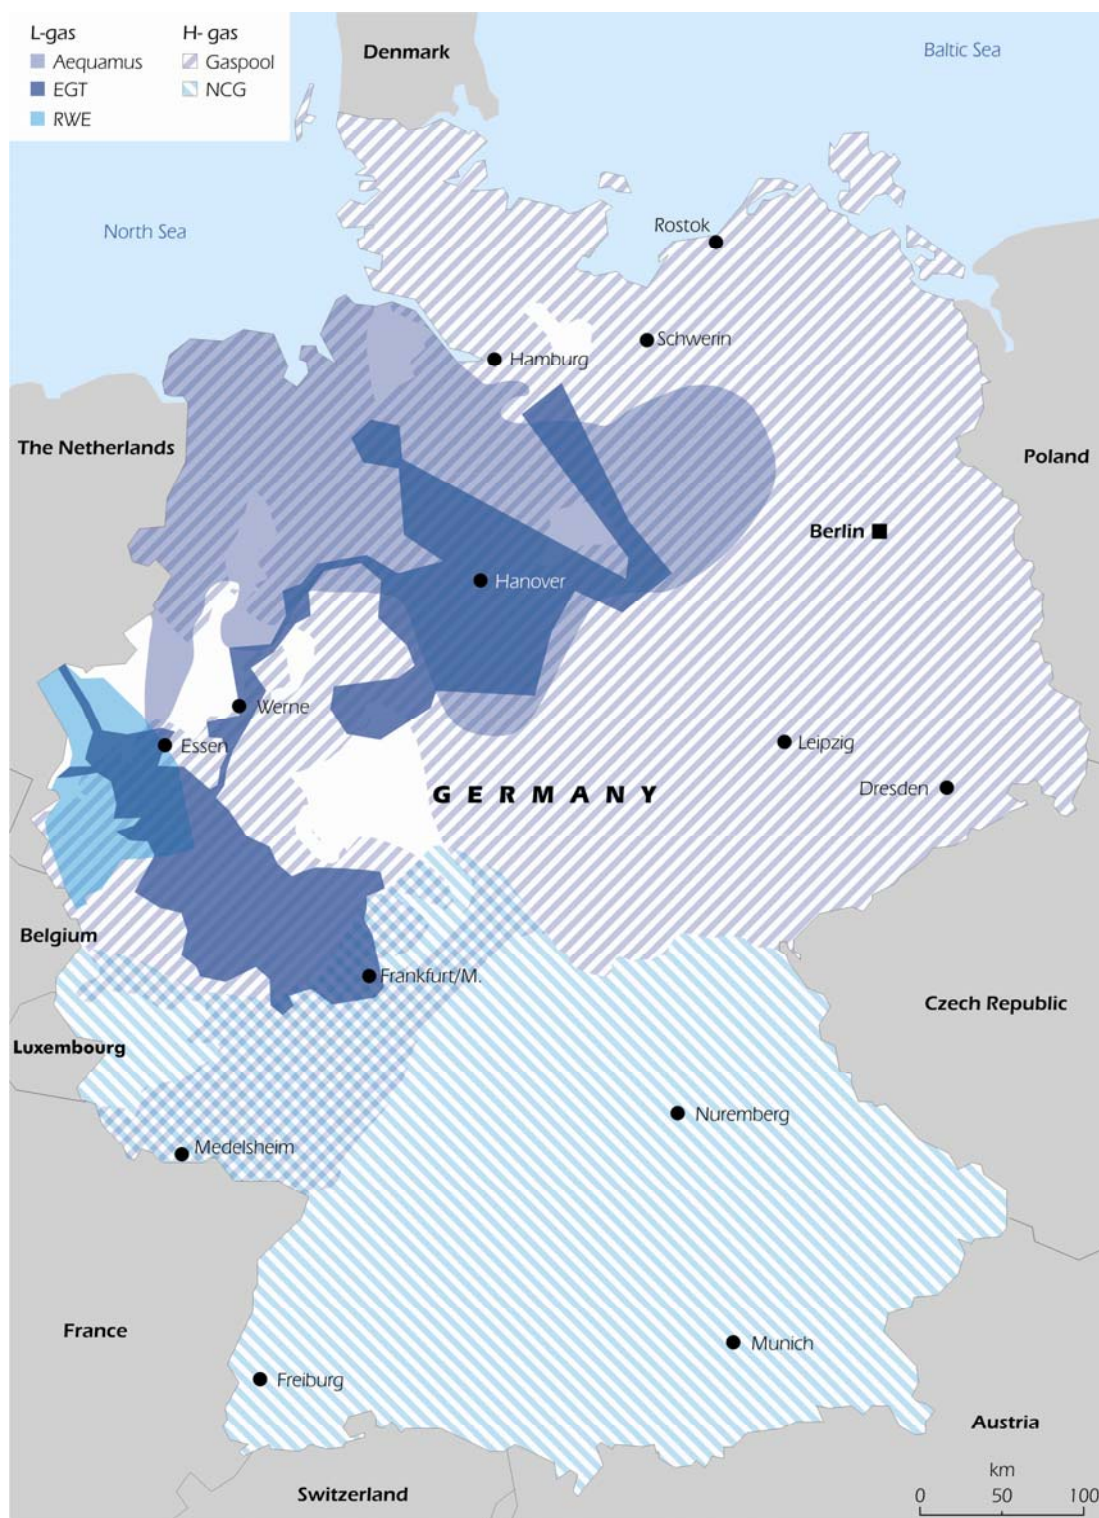 L-gas H- gas
Aequamus Gaspool
EGT NCG
RWE
Denmark
Baltic Sea
North Sea
Rostok
Schwerin
Hamburg
The Netherlands
Poland
Berlin
Hanover
Werne
Essen
Leipzig
GERMANY
Dresden
Belgium
Frankfurt/M.
Czech Republic
Luxembourg
Nuremberg
Medelsheim
France
Munich
Freiburg
Austria
km
Switzerland
0 50 100